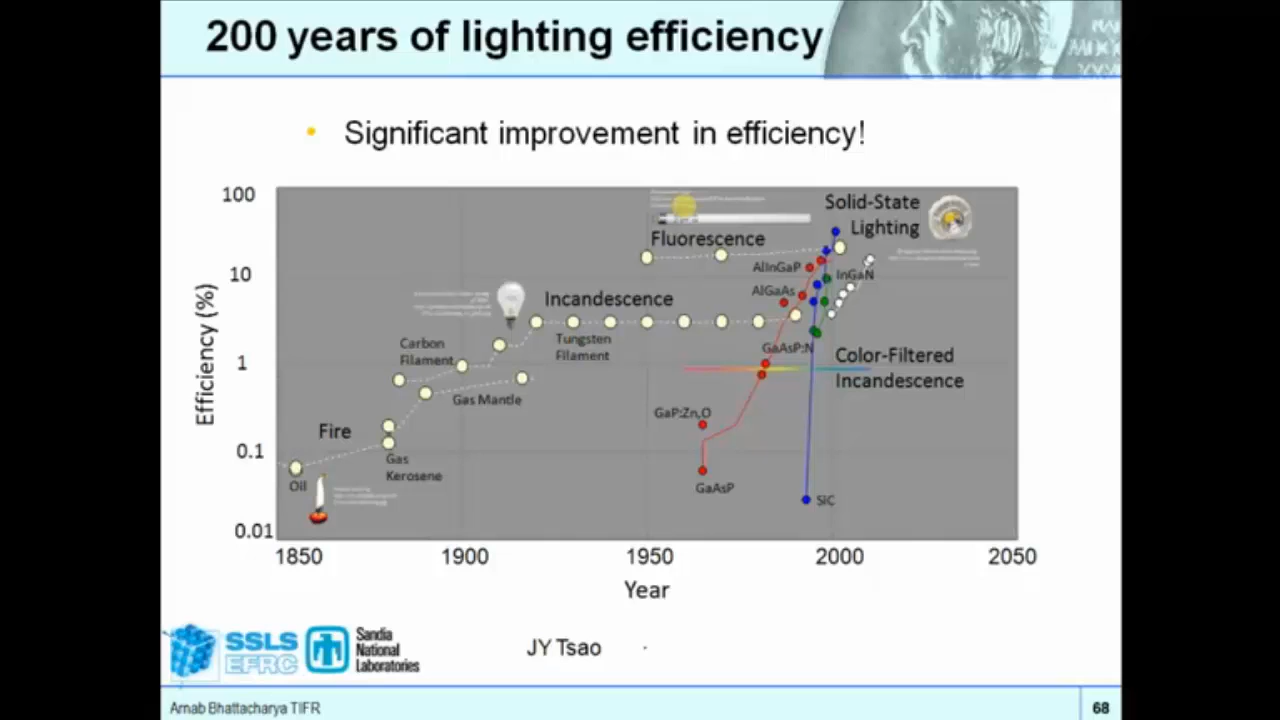 200 years of lighting efficiency
• Significant improvement in efficiency!
100
10
1
0.1
0.01
Efficiency (%)
1850
1900
1950
2000
2050
Year
Fluorescence
Solid-State
Lighting
AlInGaP
InGaN
AlGaAs
Incandescence
Tungsten
Filament
Carbon
Filament
GaAsP:N
Color-Filtered
Incandescence
Gas Mantle
GaP:Zn,O
Fire
Gas
Kerosene
Oil
GaAsP
SiC
SSLS
EFRC
Sandia
National
Laboratories
JY Tsao
Arnab Bhattacharya TIFR
68